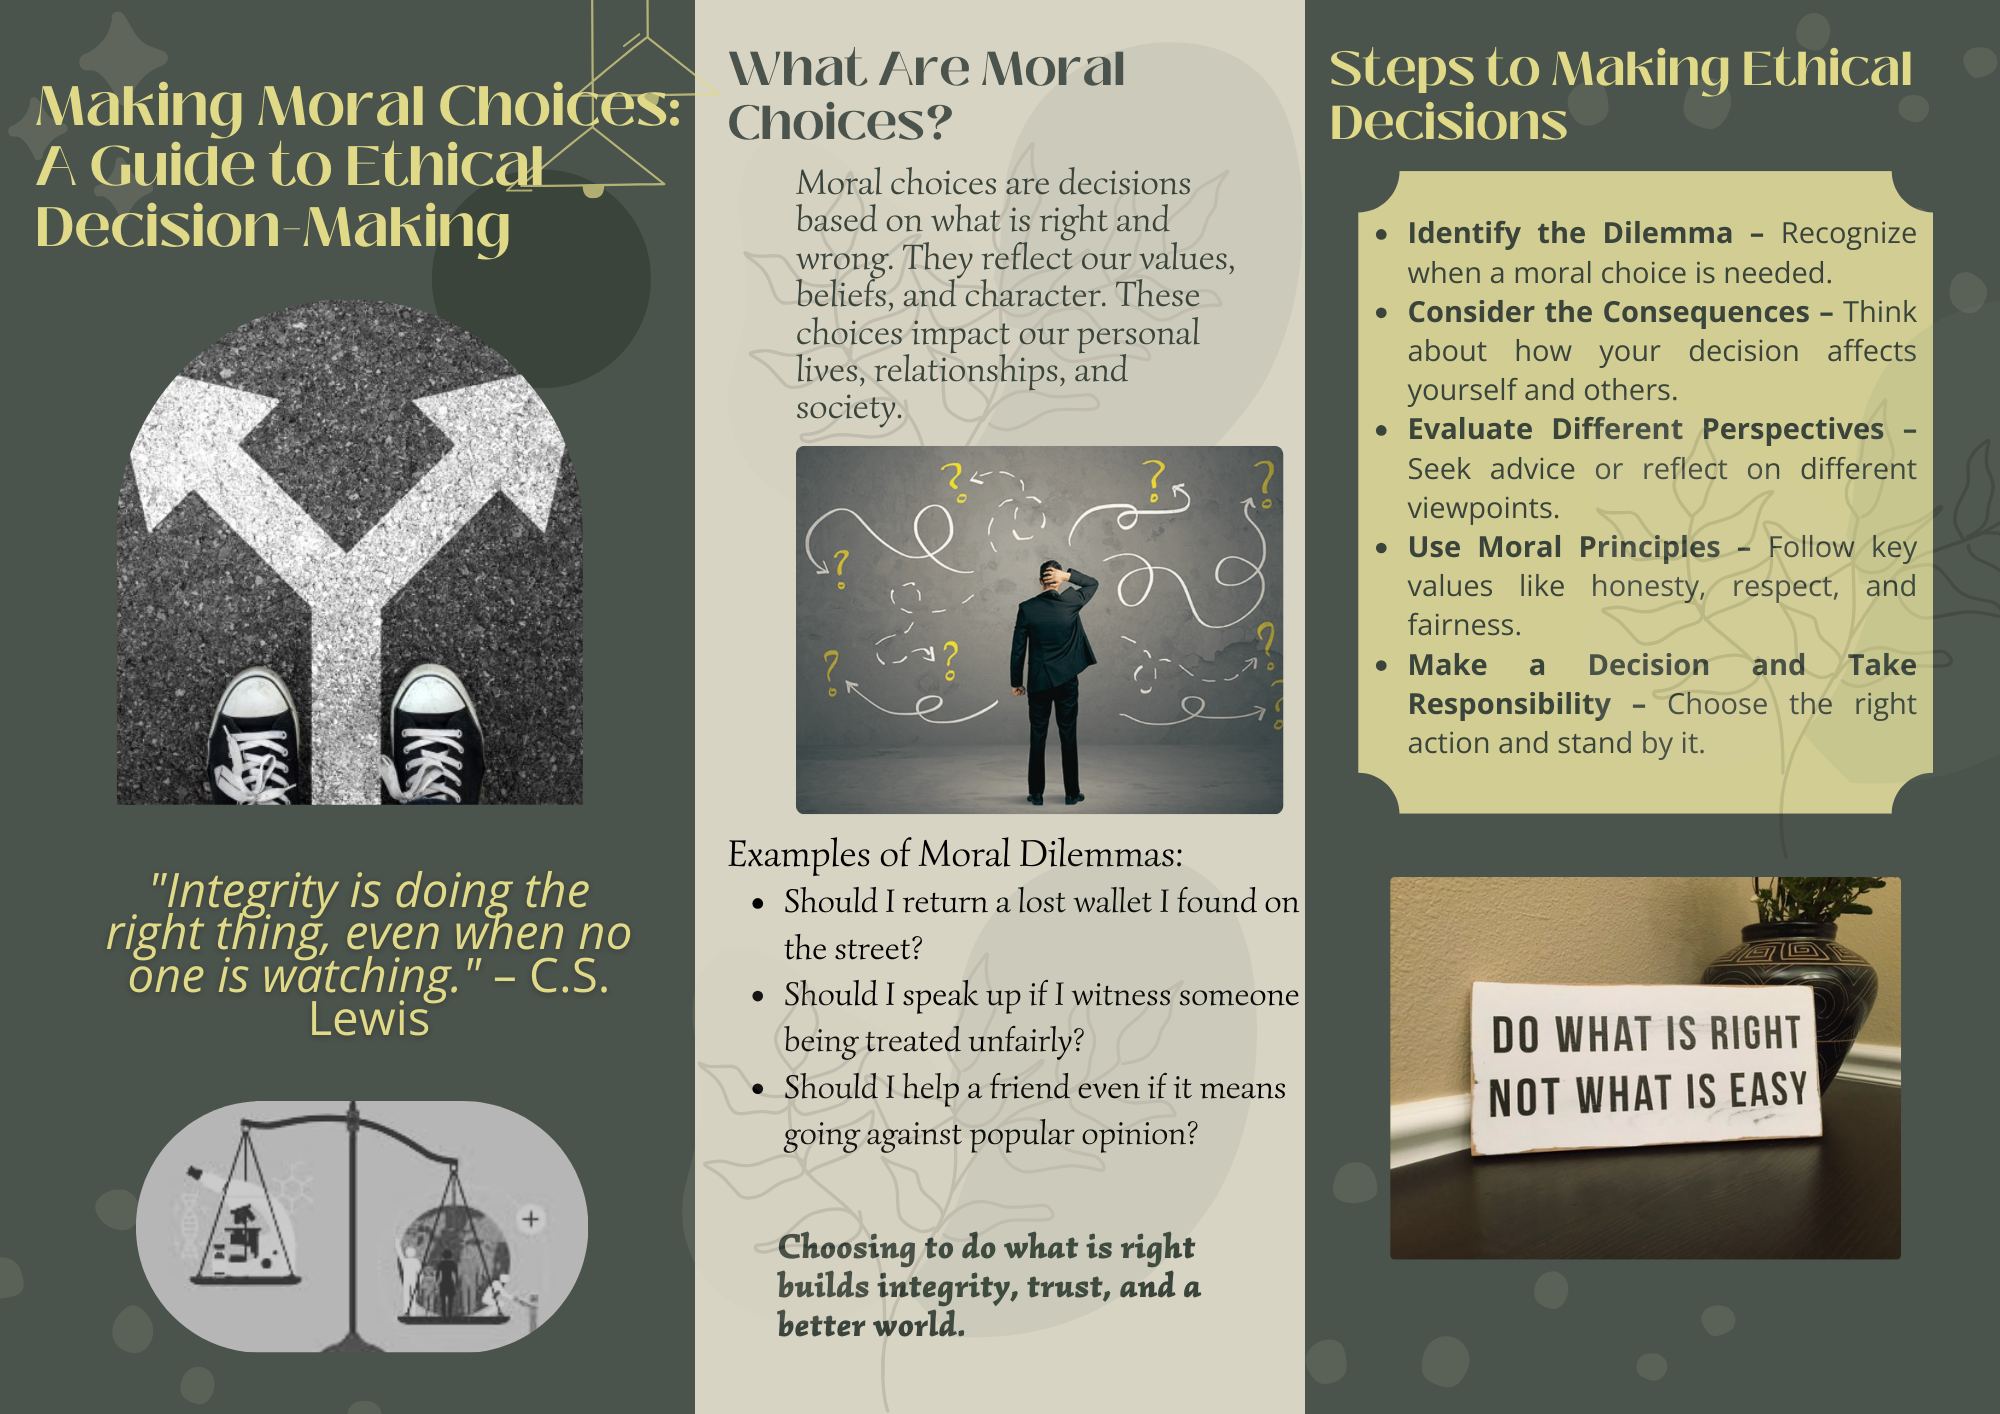 Making Moral Choices:
A Guide to Ethical
Decision-Making
"Integrity is doing the
right thing, even when no
one is watching." – C.S.
Lewis
What Are Moral
Choices?
Moral choices are decisions
based on what is right and
wrong. They reflect our values,
beliefs, and character. These
choices impact our personal
lives, relationships, and
society.
? ? ?
?
? ? ?
?
Examples of Moral Dilemmas:
• Should I return a lost wallet I found on
the street?
• Should I speak up if I witness someone
being treated unfairly?
• Should I help a friend even if it means
going against popular opinion?
Choosing to do what is right
builds integrity, trust, and a
better world.
Steps to Making Ethical
Decisions
• Identify the Dilemma – Recognize
when a moral choice is needed.
• Consider the Consequences – Think
about how your decision affects
yourself and others.
• Evaluate Different Perspectives –
Seek advice or reflect on different
viewpoints.
• Use Moral Principles – Follow key
values like honesty, respect, and
fairness.
• Make a Decision and Take
Responsibility – Choose the right
action and stand by it.
DO WHAT IS RIGHT
NOT WHAT IS EASY